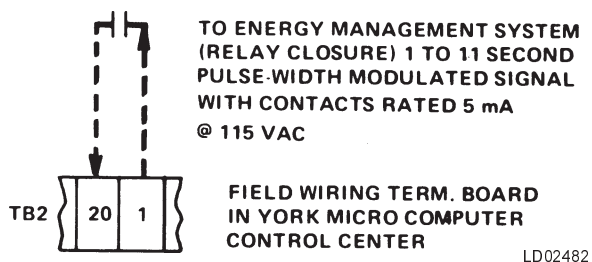 TO ENERGY MANAGEMENT SYSTEM
(RELAY CLOSURE) 1 TO 11 SECOND
PULSE-WIDTH MODULATED SIGNAL
WITH CONTACTS RATED 5 mA
@ 115 VAC
TB2 20 1
FIELD WIRING TERM. BOARD
IN YORK MICRO COMPUTER
CONTROL CENTER
LD02482